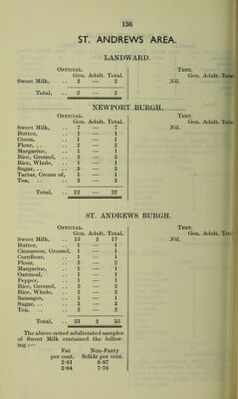 136
ST. ANDREWS AREA.
LANDWARD.
OFFICIAL. TEST.
Gen. Adult. Total. Gen. Adult. Total
Sweet Milk, .. 2 — 2 Nil.
Total, .. 2 — 2
NEWPORT BURGH.
OFFICIAL. TEST.
Gen. Adult. Total. Gen. Adult. Tota
Sweet Milk, .. 7 — 7 Nil.
Butter, .. 1 — 1
Cocoa, .. 1 — 1
Flour, .. .. 2 — 2
Margarine, .. 1 — 1
Rice, Ground, .. 2 — 2
Rice, Whole, .. 1 — 1
Sugar, .. .. 3 — 3
Tartar, Cream of, 1 — 1
Tea, .. .. 3 — 3
Total, .. 22 — 22
ST. ANDREWS BURGH.
OFFICIAL. TEST.
Gen. Adult. Total. Gen. Adult. Tot
Sweet Milk, .. 15 2 17 Nil.
Butter, .. 1 — 1
Cinnamon, Ground, 1 — 1
Cornflour, .. 1 — 1
Flour, .. 2 — 2
Margarine, .. 1 — 1
Oatmeal, .. 1 — 1
Pepper, .. 1 — 1
Rice, Ground, .. 2 — 2
Rice, Whole, .. 2 — 2
Sausages, .. 1 — 1
Sugar, .. .. 3 — 3
Tea, .. .. 2 — 2
Total, .. 33 2 35
The above-noted adulterated samples
of Sweet Milk contained the follow-
ing :—
Fat Non-Fatty
per cent. Solids per cent.
2·61 8·87
3·04 7·76